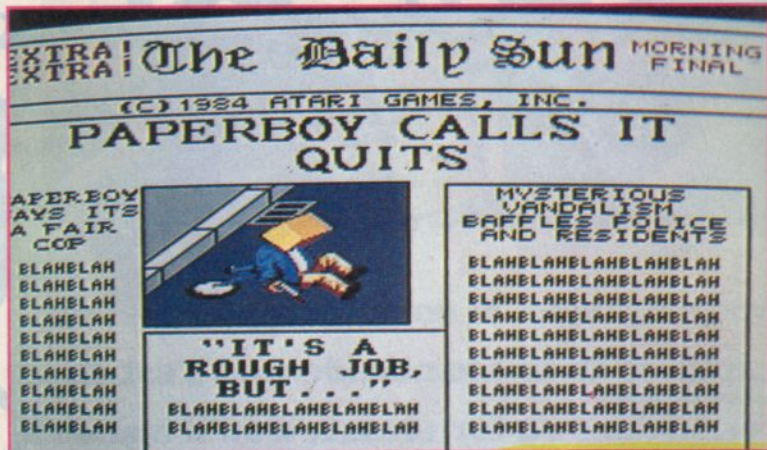 EXTRA!
EXTRA!
The Daily Sun
MORNING
FINAL
(C) 1984 ATARI GAMES, INC.
PAPERBOY CALLS IT
QUITS
APERBOY
AYS ITS
A FAIR
COP
BLAHBLAH
BLAHBLAH
BLAHBLAH
BLAHBLAH
BLAHBLAH
BLAHBLAH
BLAHBLAH
BLAHBLAH
BLAHBLAH
BLAHBLAH
"IT'S A
ROUGH JOB,
BUT..."
BLAHBLAHBLAHBLAHBLAH
BLAHBLAHBLAHBLAHBLAH
MYSTERIOUS
VANDALISM
BAFFLES POLICE
AND RESIDENTS
BLAHBLAHBLAHBLAHBLAH
BLAHBLAHBLAHBLAHBLAH
BLAHBLAHBLAHBLAHBLAH
BLAHBLAHBLAHBLAHBLAH
BLAHBLAHBLAHBLAHBLAH
BLAHBLAHBLAHBLAHBLAH
BLAHBLAHBLAHBLAHBLAH
BLAHBLAHBLAHBLAHBLAH
BLAHBLAHBLAHBLAHBLAH
BLAHBLAHBLAHBLAHBLAH